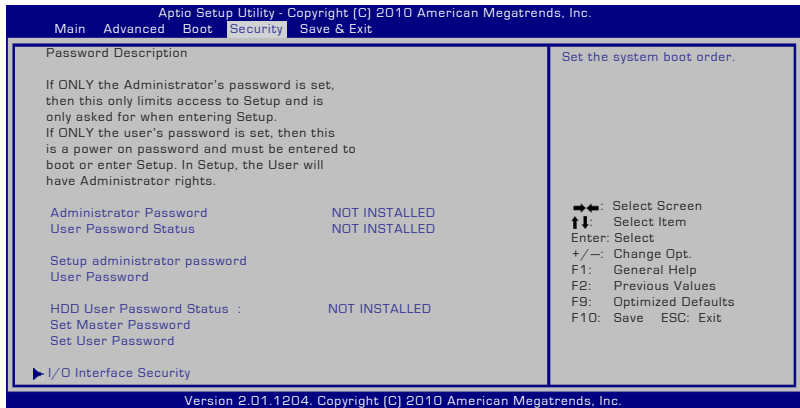 Aptio Setup Utility - Copyright (C) 2010 American Megatrends, Inc.
Main Advanced Boot Security Save & Exit
Password Description
If ONLY the Administrator's password is set,
then this only limits access to Setup and is
only asked for when entering Setup.
If ONLY the user's password is set, then this
is a power on password and must be entered to
boot or enter Setup. In Setup, the User will
have Administrator rights.
Administrator Password NOT INSTALLED
User Password Status NOT INSTALLED
Setup administrator password
User Password
HDD User Password Status : NOT INSTALLED
Set Master Password
Set User Password
I/O Interface Security
Set the system boot order.
→←: Select Screen
↑↓: Select Item
Enter: Select
+/—: Change Opt.
F1: General Help
F2: Previous Values
F9: Optimized Defaults
F10: Save ESC: Exit
Version 2.01.1204. Copyright (C) 2010 American Megatrends, Inc.